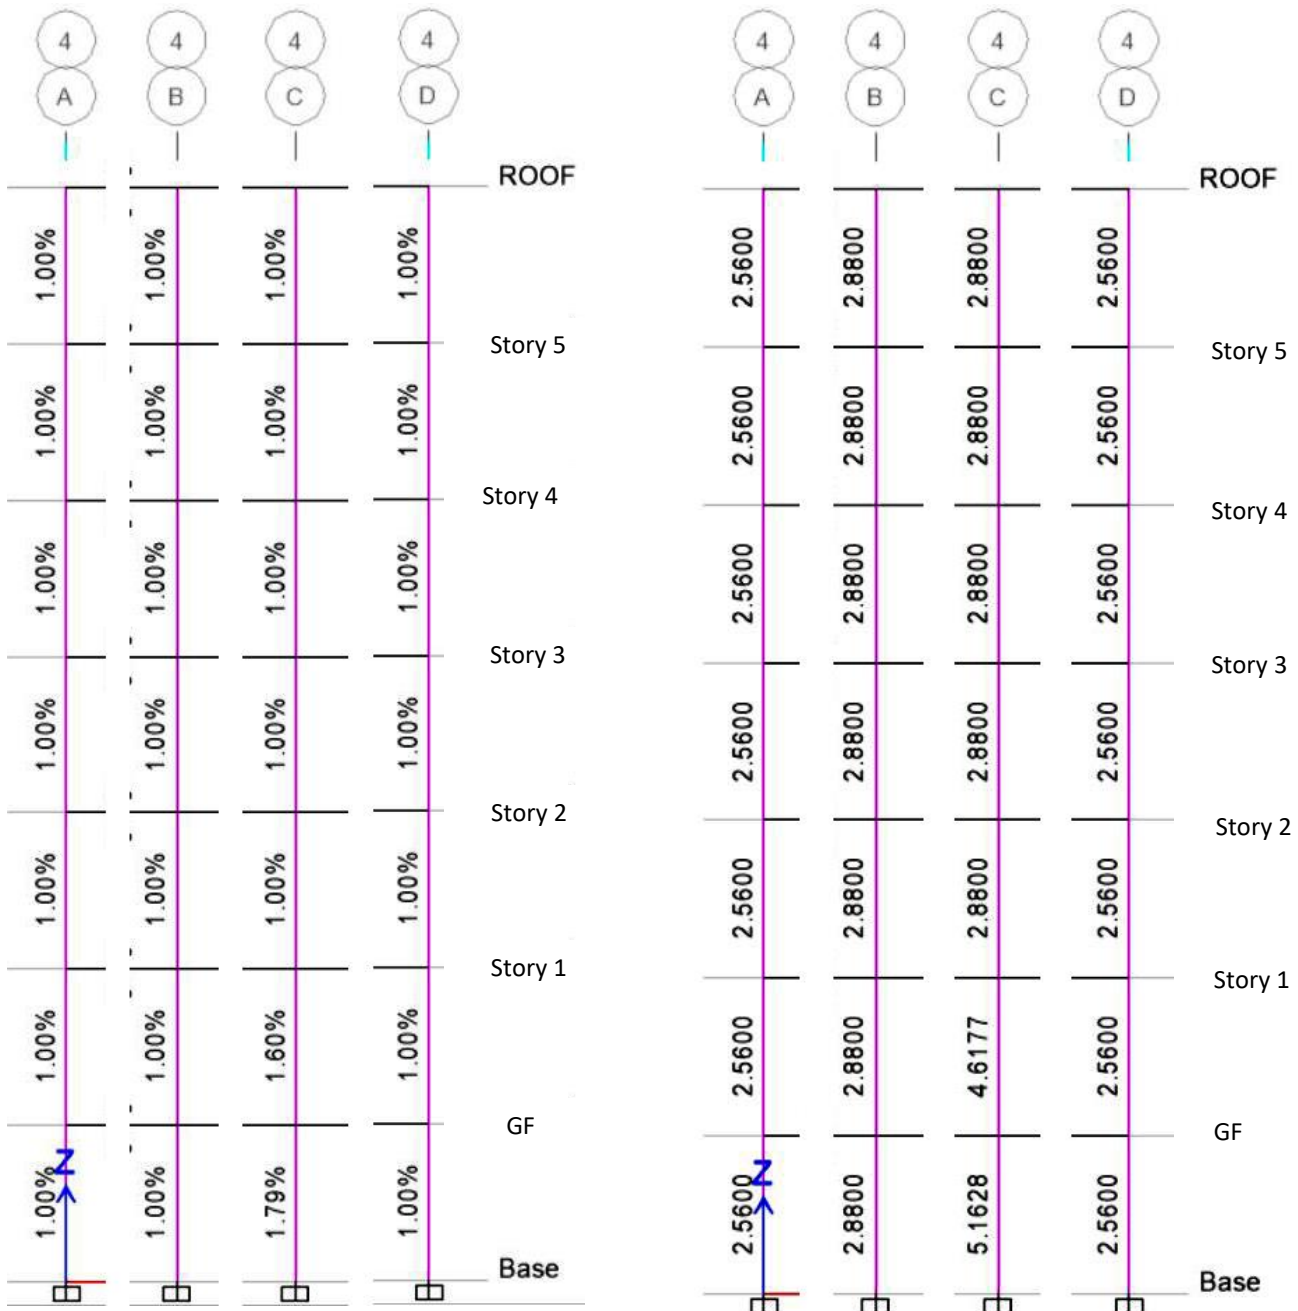 4 4 4 4 4 4 4 4
A B C D A B C D
ROOF ROOF
1.00% 1.00% 1.00% 1.00% 2.5600 2.8800 2.8800 2.5600
Story 5 Story 5
1.00% 1.00% 1.00% 1.00% 2.5600 2.8800 2.8800 2.5600
Story 4 Story 4
1.00% 1.00% 1.00% 1.00% 2.5600 2.8800 2.8800 2.5600
Story 3 Story 3
1.00% 1.00% 1.00% 1.00% 2.5600 2.8800 2.8800 2.5600
Story 2 Story 2
1.00% 1.00% 1.00% 1.00% 2.5600 2.8800 2.8800 2.5600
Story 1 Story 1
1.00% 1.00% 1.60% 1.00% 2.5600 2.8800 4.6177 2.5600
GF GF
Z Z
1.00% 1.00% 1.79% 1.00% 2.5600 2.8800 5.1628 2.5600
Base Base